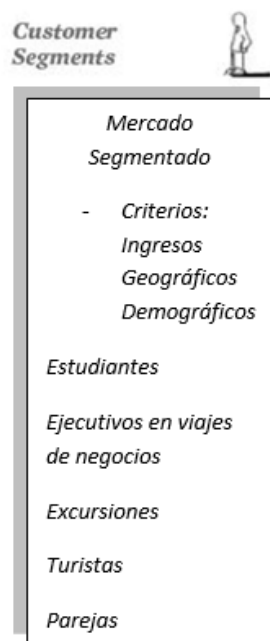 Customer
Segments
Mercado
Segmentado
- Criterios:
Ingresos
Geográficos
Demográficos
Estudiantes
Ejecutivos en viajes
de negocios
Excursiones
Turistas
Parejas